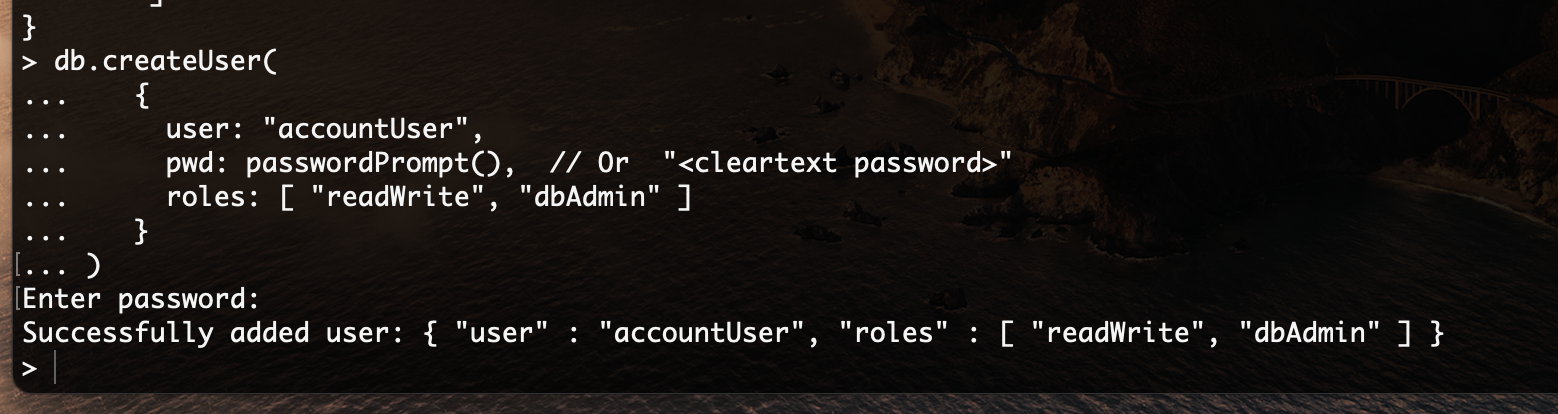 ]
}
> db.createUser(
...    {
...      user: "accountUser",
...      pwd: passwordPrompt(),  // Or  "<cleartext password>"
...      roles: [ "readWrite", "dbAdmin" ]
...    }
[... )
[Enter password:
Successfully added user: { "user" : "accountUser", "roles" : [ "readWrite", "dbAdmin" ] }
>